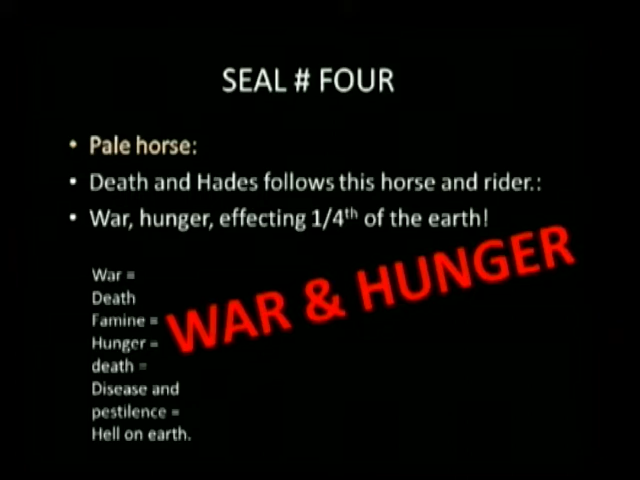 SEAL # FOUR
• Pale horse:
• Death and Hades follows this horse and rider.:
• War, hunger, effecting 1/4th of the earth!
War =
Death
Famine =
Hunger =
death =
Disease and
pestilence =
Hell on earth.
WAR & HUNGER